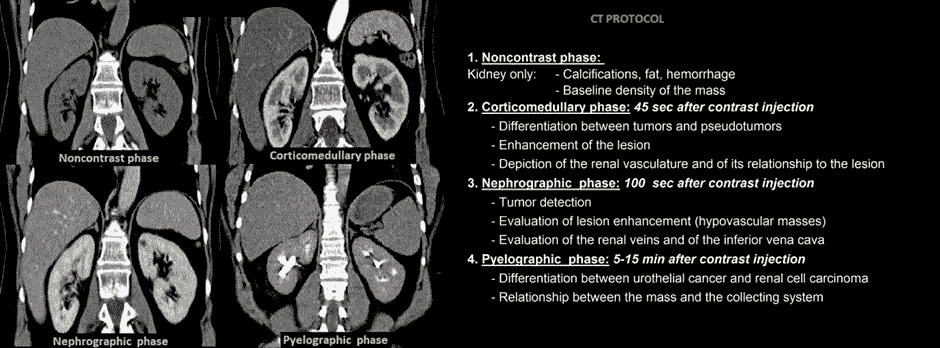 Noncontrast phase
Corticomedullary phase
Nephrographic phase
Pyelographic phase
CT PROTOCOL
1. Noncontrast phase:
Kidney only: - Calcifications, fat, hemorrhage
- Baseline density of the mass
2. Corticomedullary phase: 45 sec after contrast injection
- Differentiation between tumors and pseudotumors
- Enhancement of the lesion
- Depiction of the renal vasculature and of its relationship to the lesion
3. Nephrographic phase: 100 sec after contrast injection
- Tumor detection
- Evaluation of lesion enhancement (hypovascular masses)
- Evaluation of the renal veins and of the inferior vena cava
4. Pyelographic phase: 5-15 min after contrast injection
- Differentiation between urothelial cancer and renal cell carcinoma
- Relationship between the mass and the collecting system